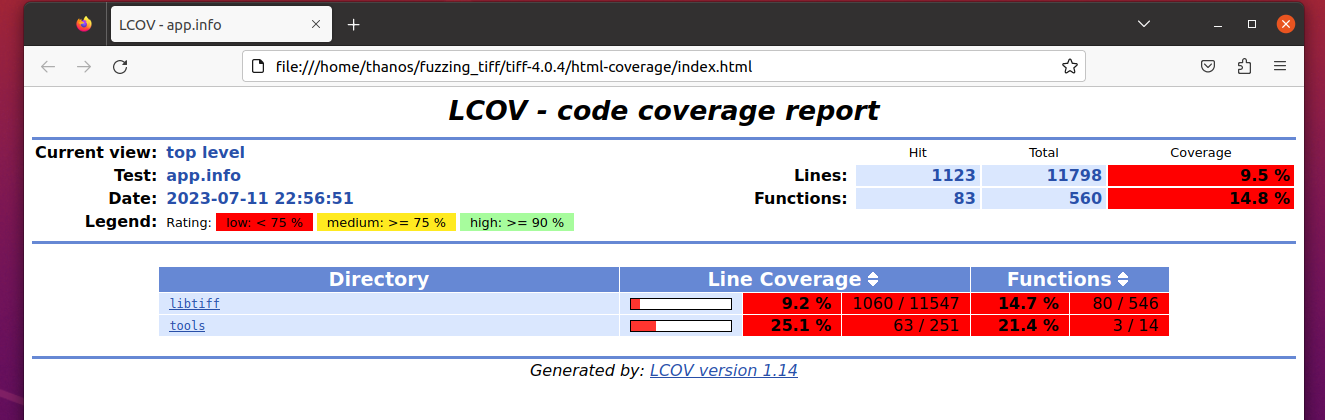 LCOV - app.info
file:///home/thanos/fuzzing_tiff/tiff-4.0.4/html-coverage/index.html
LCOV - code coverage report
Current view: top level Hit Total Coverage
Test: app.info Lines: 1123 11798 9.5 %
Date: 2023-07-11 22:56:51 Functions: 83 560 14.8 %
Legend: Rating: low: < 75 % medium: >= 75 % high: >= 90 %
Directory Line Coverage Functions
libtiff 9.2 % 1060 / 11547 14.7 % 80 / 546
tools 25.1 % 63 / 251 21.4 % 3 / 14
Generated by: LCOV version 1.14